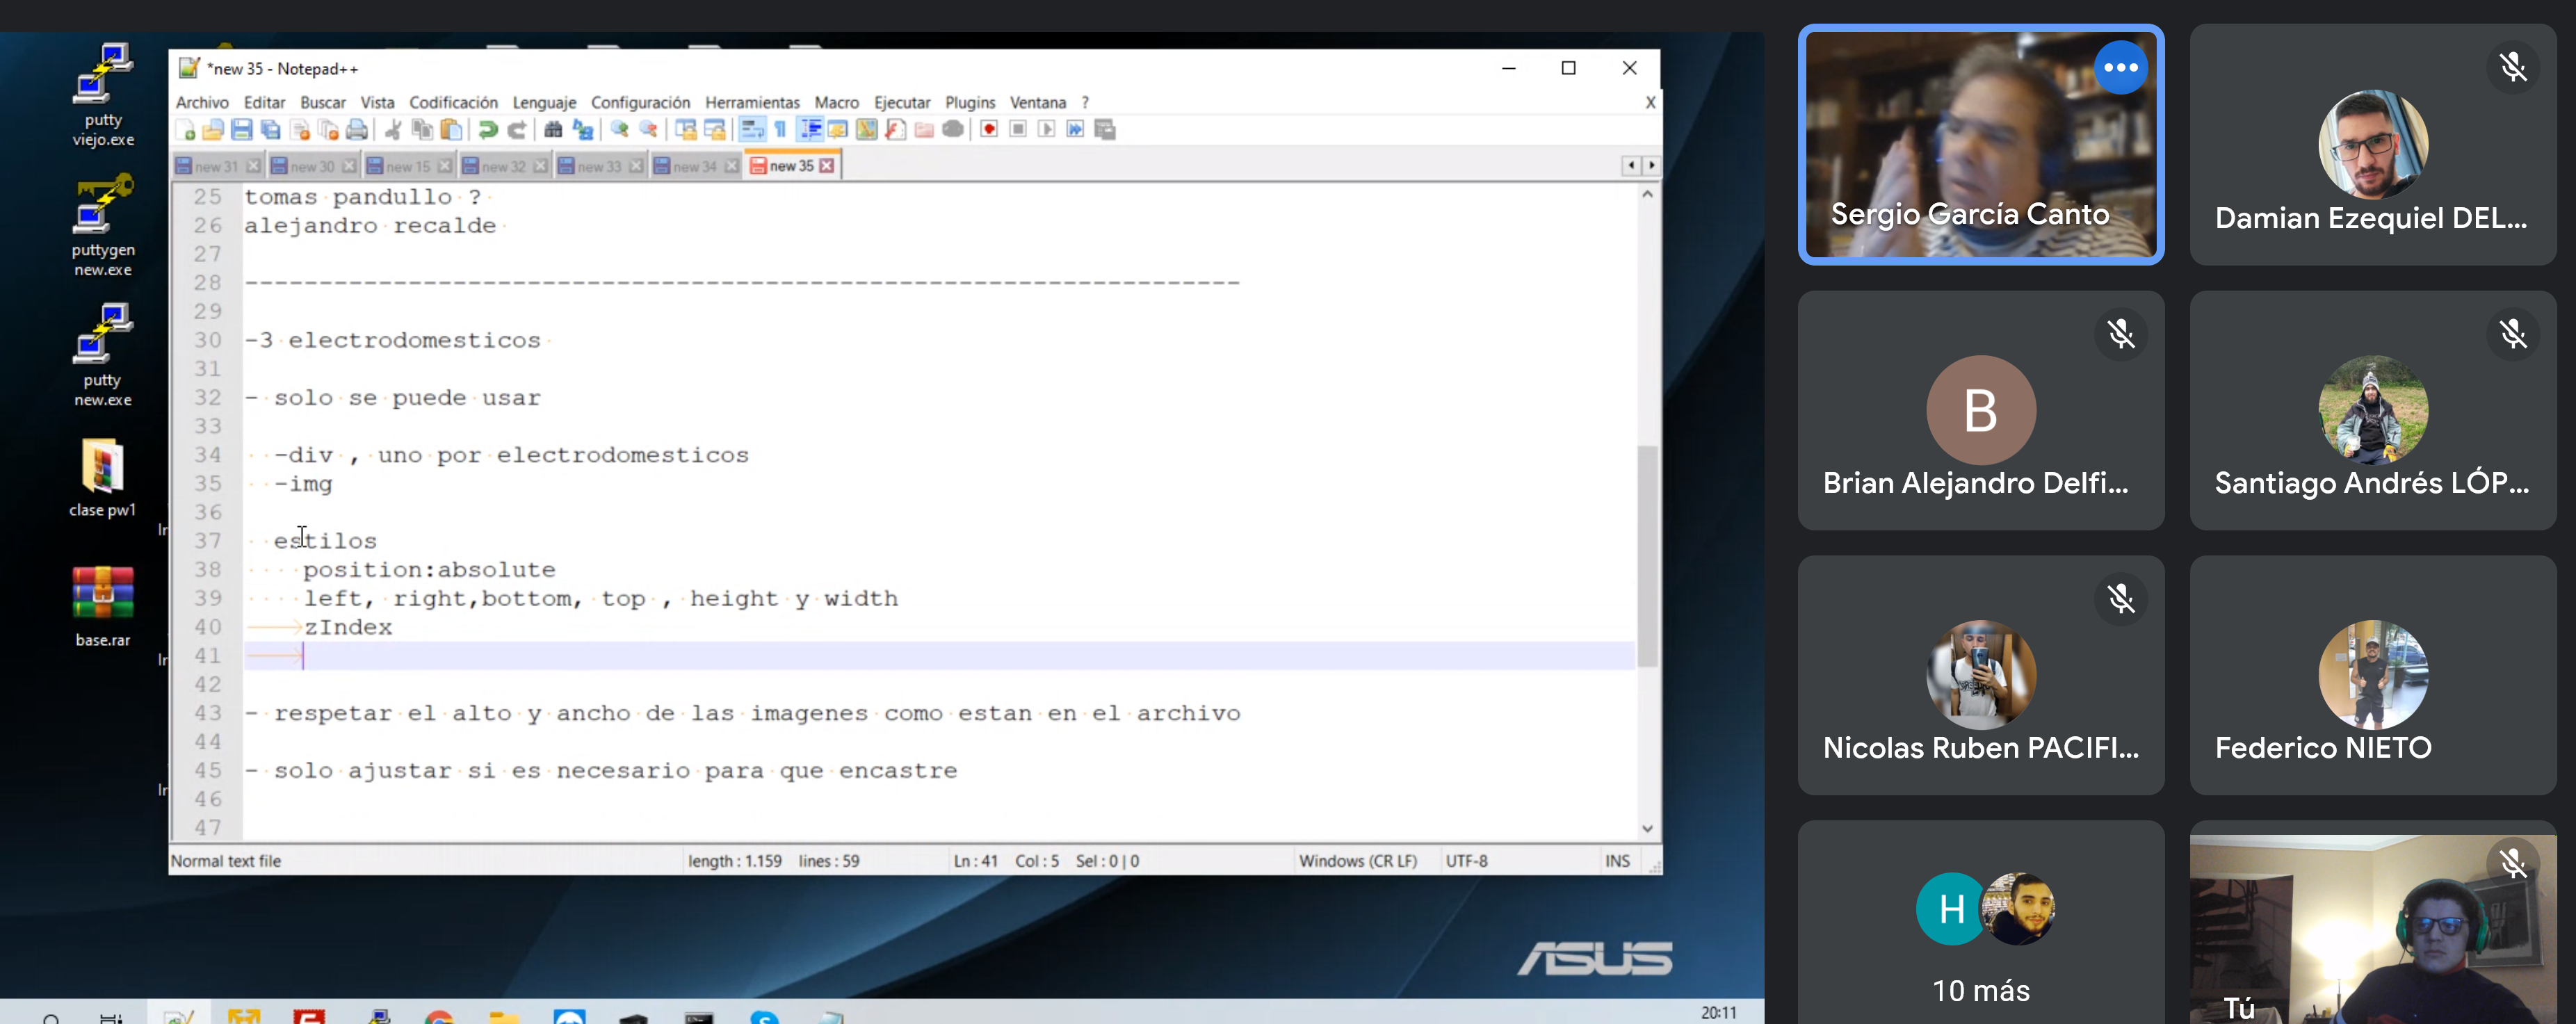 putty
viejo.exe
puttygen
new.exe
putty
new.exe
clase pw1
base.rar
*new 35 - Notepad++
Archivo Editar Buscar Vista Codificación Lenguaje Configuración Herramientas Macro Ejecutar Plugins Ventana ?
X
new 31 new 30 new 15 new 32 new 33 new 34 new 35
25 tomas pandullo ?
26 alejandro recalde
27
28 --------------------------------------------------------------------
29
30 -3 electrodomesticos
31
32 - solo se puede usar
33
34 -div , uno por electrodomesticos
35 -img
36
37 estilos
38 position:absolute
39 left, right,bottom, top , height y width
40 zIndex
41
42
43 - respetar el alto y ancho de las imagenes como estan en el archivo
44
45 - solo ajustar si es necesario para que encastre
46
47
Normal text file length : 1.159 lines : 59 Ln : 41 Col : 5 Sel : 0 | 0 Windows (CR LF) UTF-8 INS
ASUS
20:11
Sergio García Canto
Damian Ezequiel DEL...
B
Brian Alejandro Delfi...
Santiago Andrés LÓP...
Nicolas Ruben PACIFI...
Federico NIETO
H
10 más
Tú